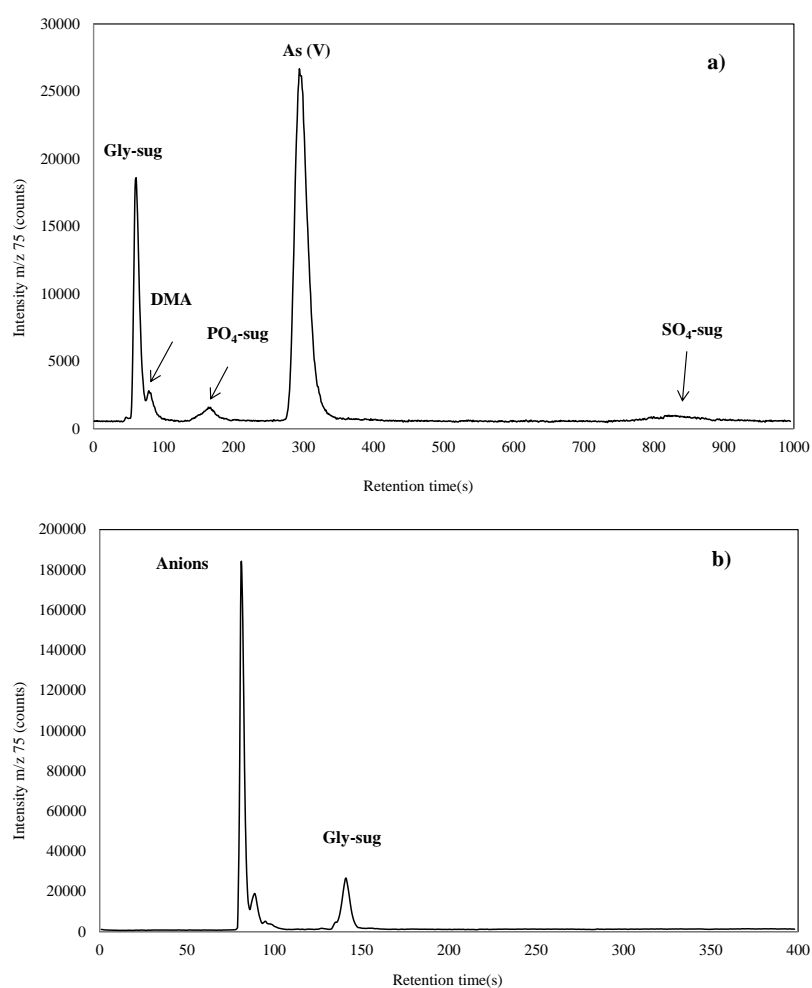 30000
25000
20000
15000
10000
5000
0
Intensity m/z 75 (counts)
As (V)
a)
Gly-sug
DMA
PO4-sug
SO4-sug
0 100 200 300 400 500 600 700 800 900 1000
Retention time(s)
200000
180000
160000
140000
120000
100000
80000
60000
40000
20000
0
Intensity m/z 75 (counts)
Anions
b)
Gly-sug
0 50 100 150 200 250 300 350 400
Retention time(s)